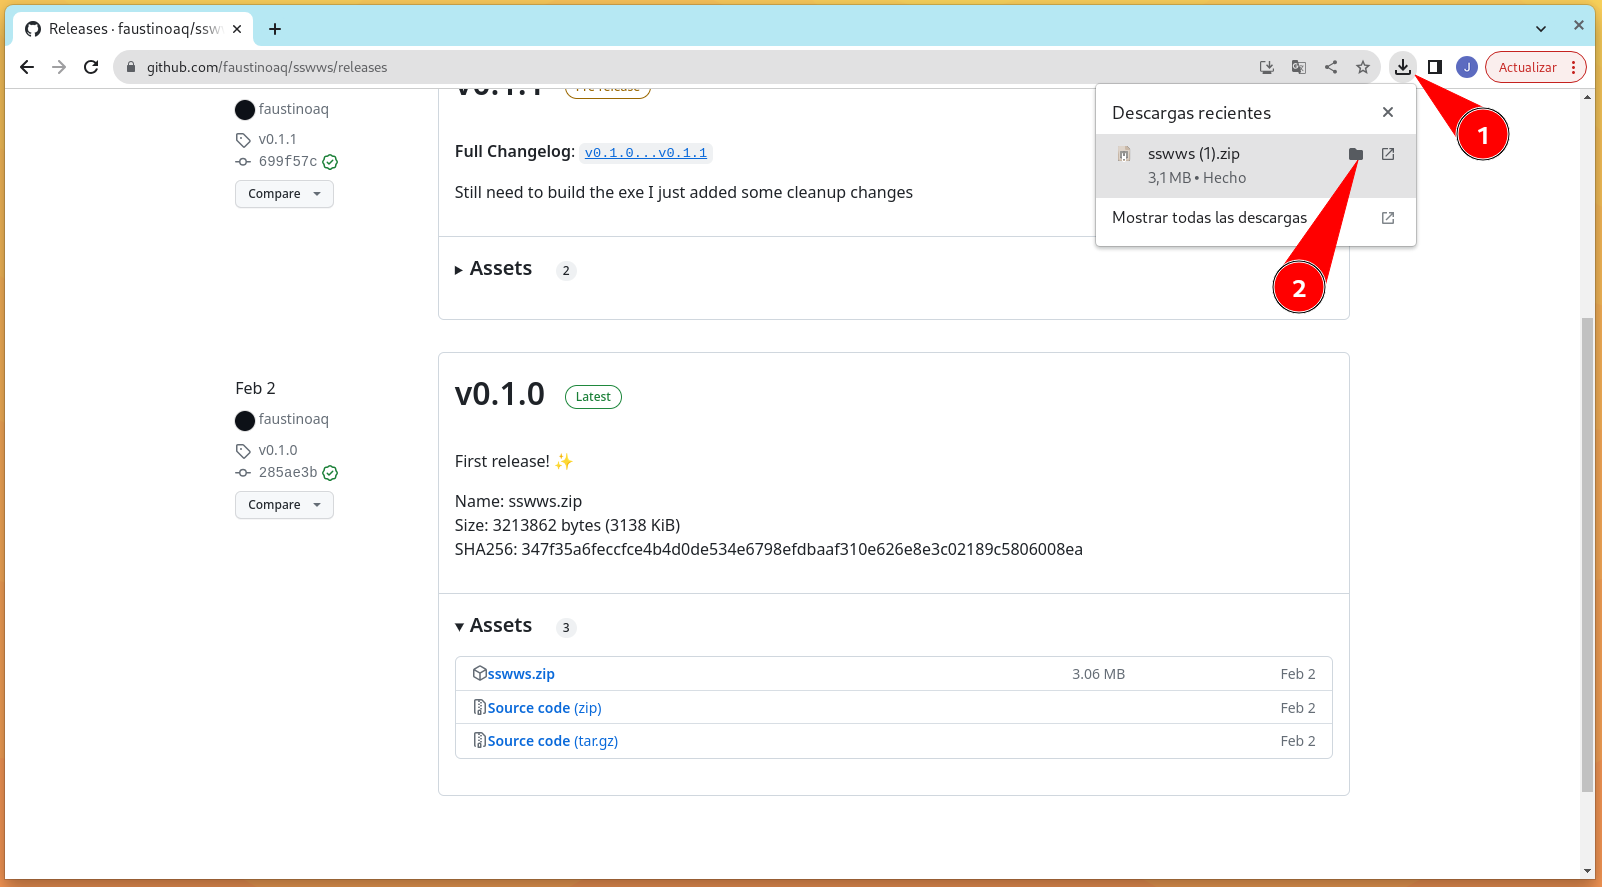 Releases · faustinoaq/ssw
github.com/faustinoaq/sswws/releases
J
Actualizar
Descargas recientes
sswws (1).zip
3,1 MB • Hecho
Mostrar todas las descargas
1
2
faustinoaq
v0.1.1
699f57c
Compare
v0.1.1
Pre-release
Full Changelog: v0.1.0...v0.1.1
Still need to build the exe I just added some cleanup changes
Assets 2
Feb 2
faustinoaq
v0.1.0
285ae3b
Compare
v0.1.0 Latest
First release! ✨
Name: sswws.zip
Size: 3213862 bytes (3138 KiB)
SHA256: 347f35a6feccfce4b4d0de534e6798efdbaaf310e626e8e3c02189c5806008ea
Assets 3
sswws.zip 3.06 MB Feb 2
Source code (zip) Feb 2
Source code (tar.gz) Feb 2